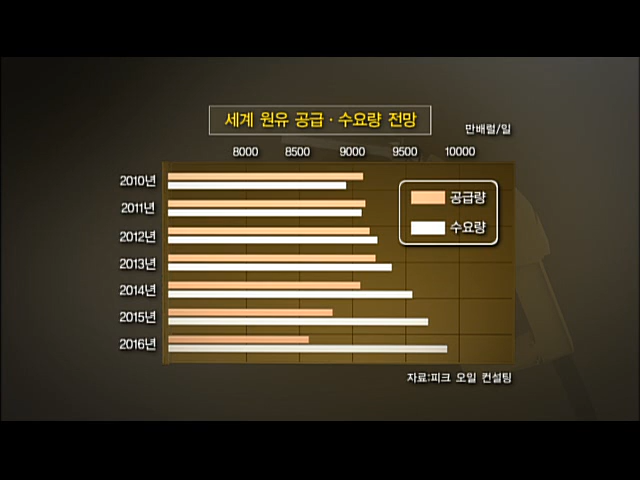 세계 원유 공급·수요량 전망
만배럴/일
8000 8500 9000 9500 10000
2010년
공급량
2011년
수요량
2012년
2013년
2014년
2015년
2016년
자료:피크 오일 컨설팅